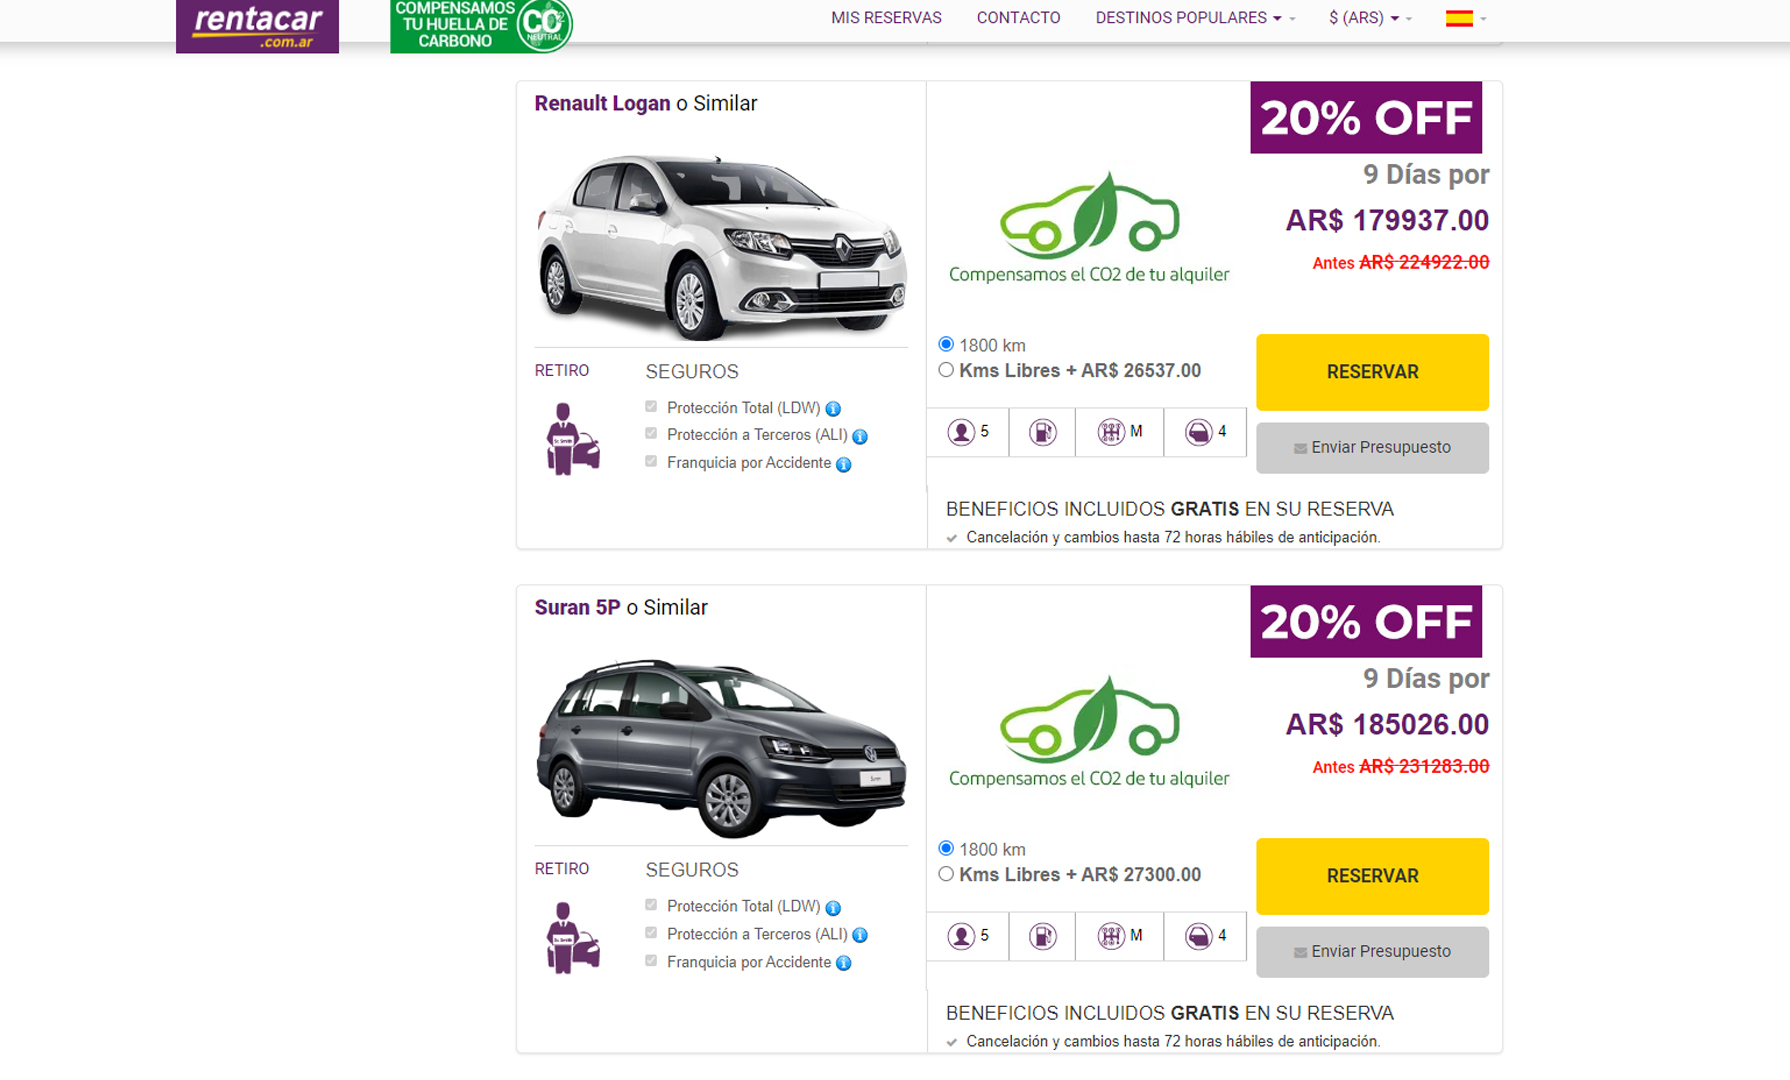 rentacar
.com.ar
COMPENSAMOS
TU HUELLA DE
CARBONO
CO2
NEUTRAL
MIS RESERVAS
CONTACTO
DESTINOS POPULARES
$ (ARS)
Renault Logan o Similar
20% OFF
9 Días por
AR$ 179937.00
Antes AR$ 224922.00
Compensamos el CO2 de tu alquiler
1800 km
Kms Libres + AR$ 26537.00
RESERVAR
RETIRO
SEGUROS
Protección Total (LDW)
Protección a Terceros (ALI)
Franquicia por Accidente
5
M
4
Enviar Presupuesto
BENEFICIOS INCLUIDOS GRATIS EN SU RESERVA
Cancelación y cambios hasta 72 horas hábiles de anticipación.
Suran 5P o Similar
20% OFF
9 Días por
AR$ 185026.00
Antes AR$ 231283.00
Compensamos el CO2 de tu alquiler
Suran
1800 km
Kms Libres + AR$ 27300.00
RESERVAR
RETIRO
SEGUROS
Protección Total (LDW)
Protección a Terceros (ALI)
Franquicia por Accidente
5
M
4
Enviar Presupuesto
BENEFICIOS INCLUIDOS GRATIS EN SU RESERVA
Cancelación y cambios hasta 72 horas hábiles de anticipación.